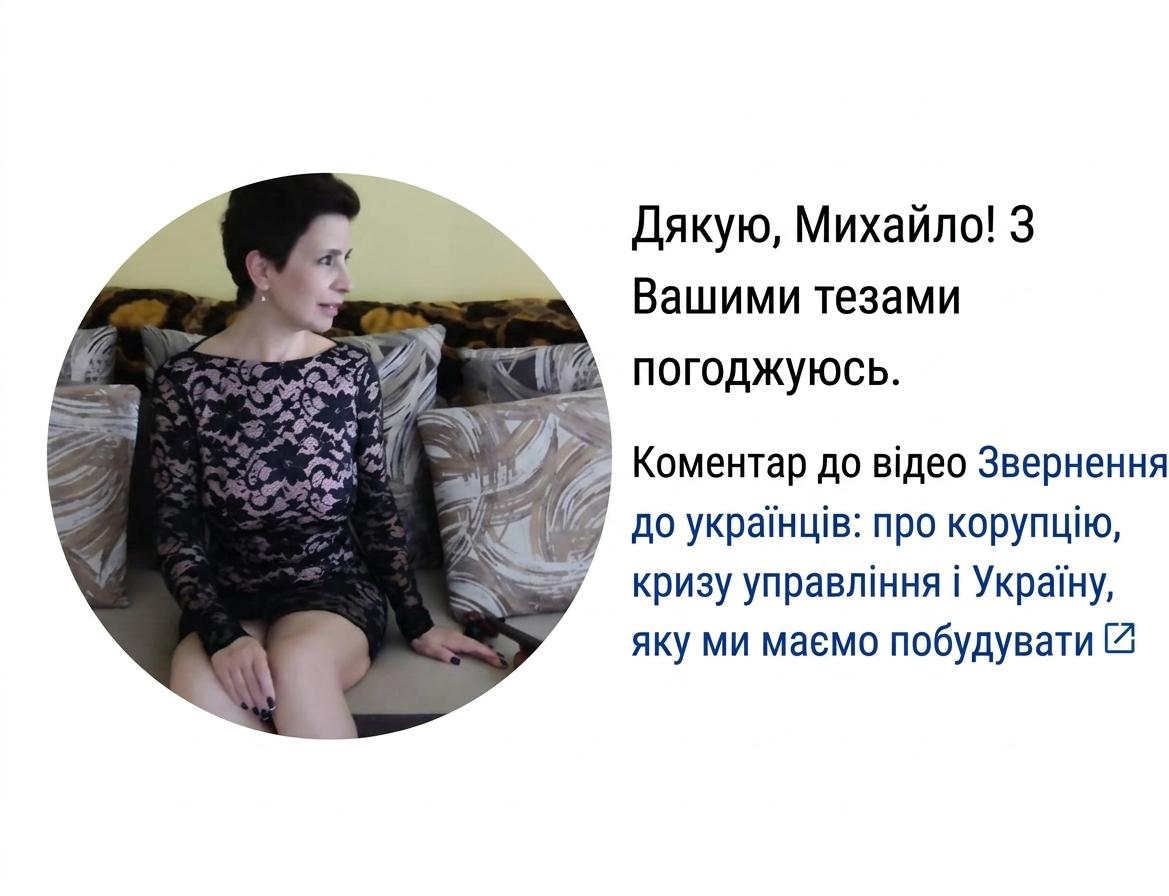 Дякую, Михайло! З
Вашими тезами
погоджуюсь.
Коментар до відео Звернення
до українців: про корупцію,
кризу управління і Україну,
яку ми маємо побудувати